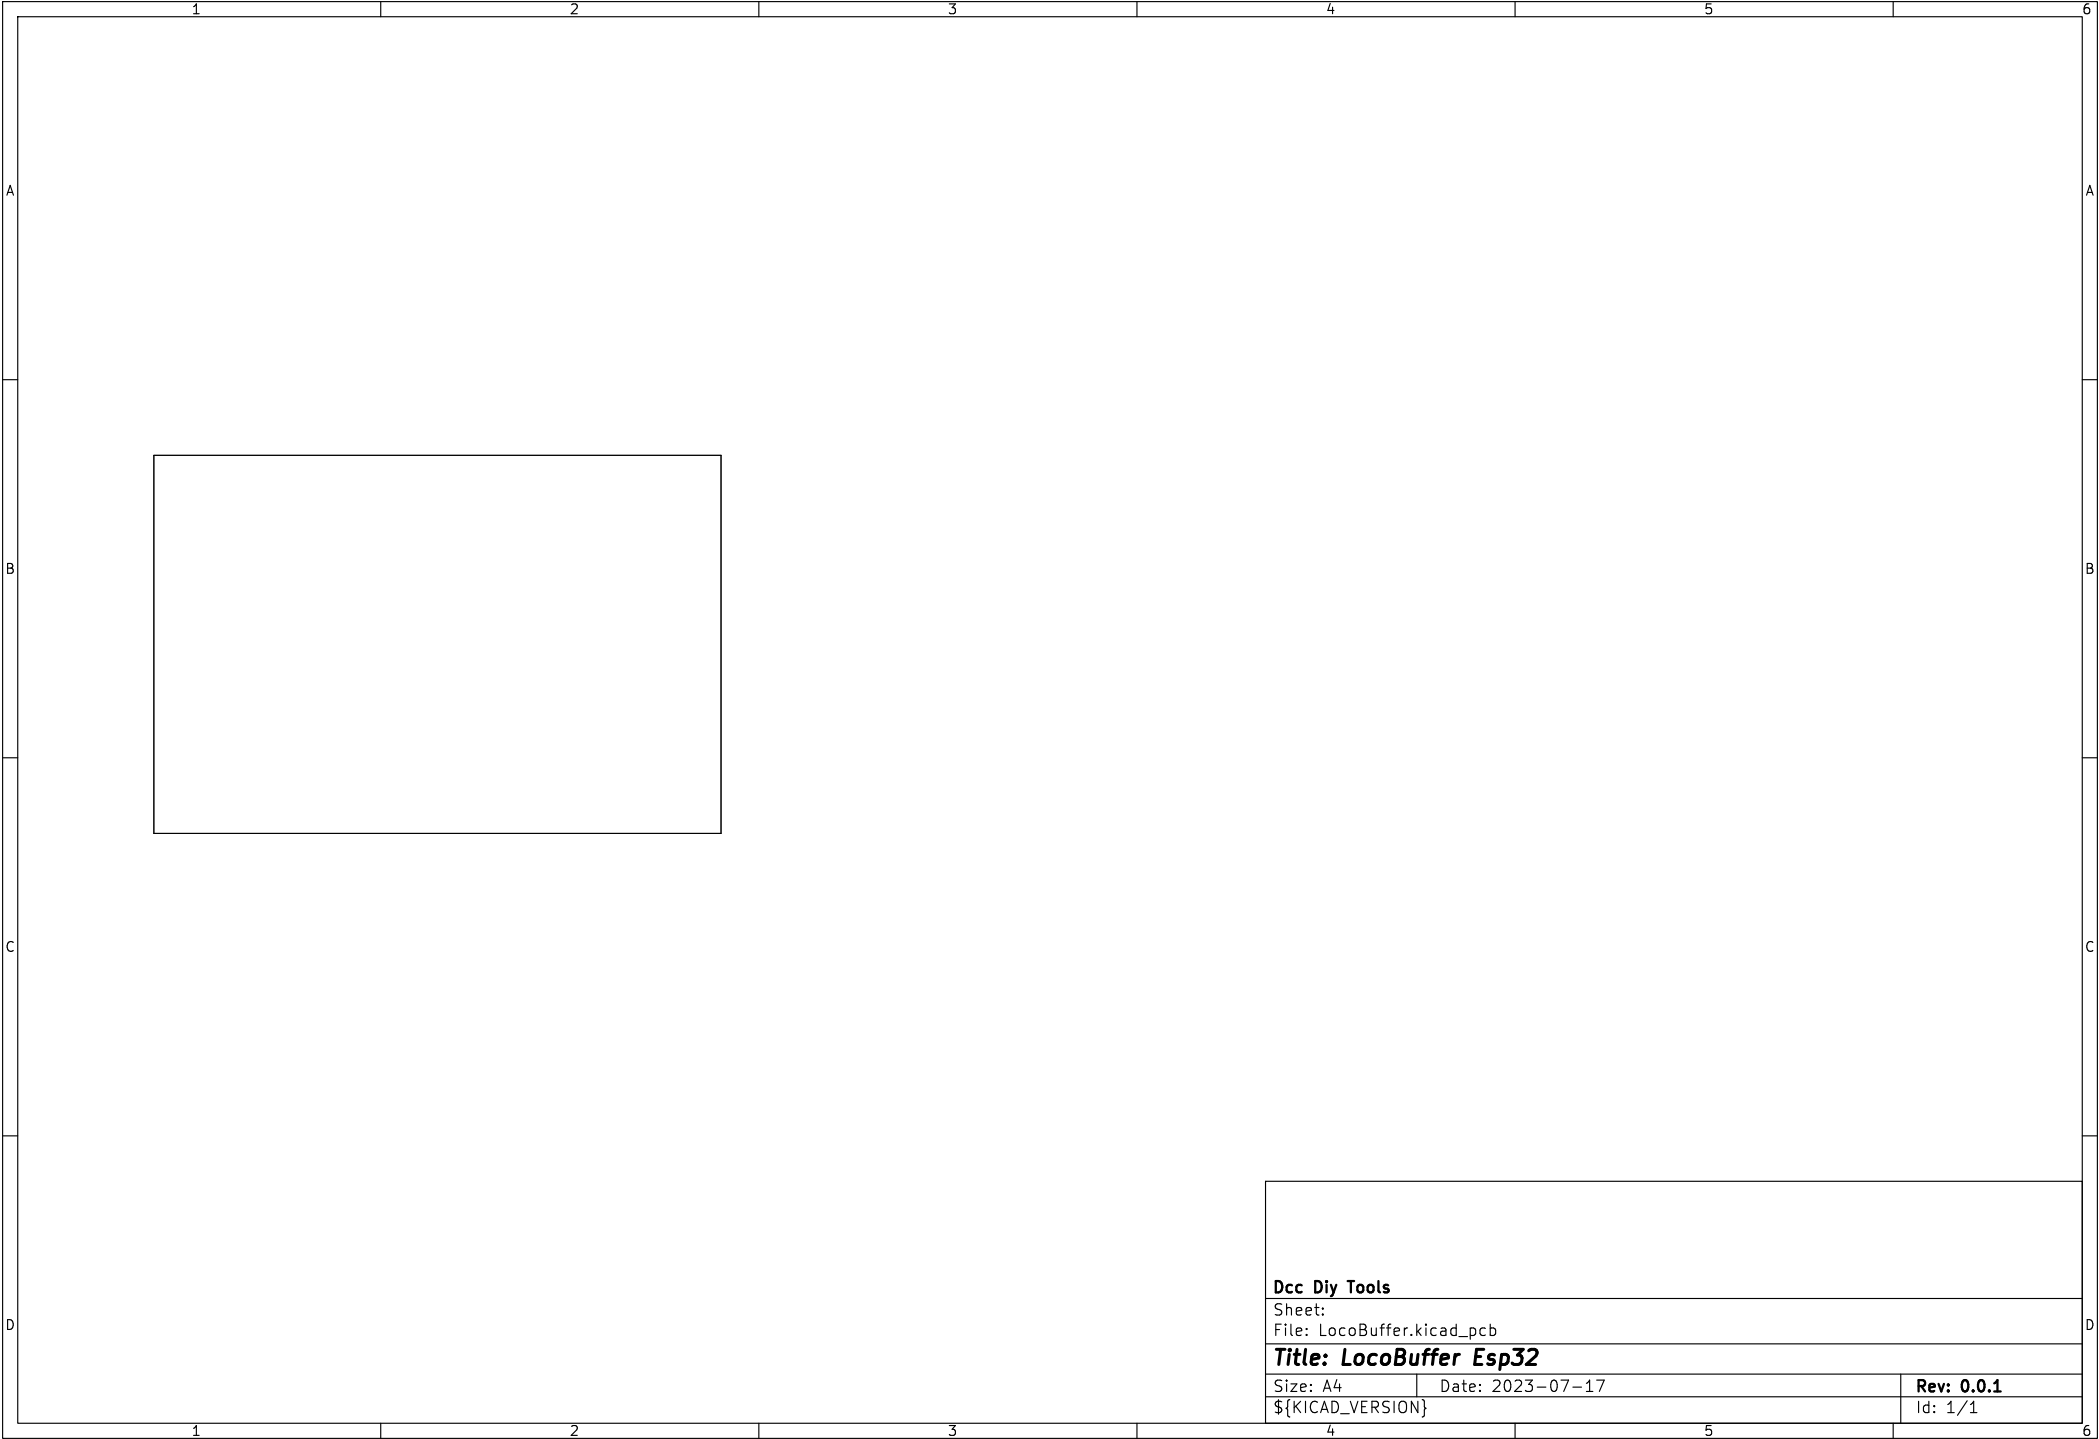 1 2 3 4 5 6
A A
B B
C C
Dcc Diy Tools
Sheet:
File: LocoBuffer.kicad_pcb
D D
Title: LocoBuffer Esp32
Size: A4 Date: 2023-07-17 Rev: 0.0.1
${KICAD_VERSION} Id: 1/1
1 2 3 4 5 6